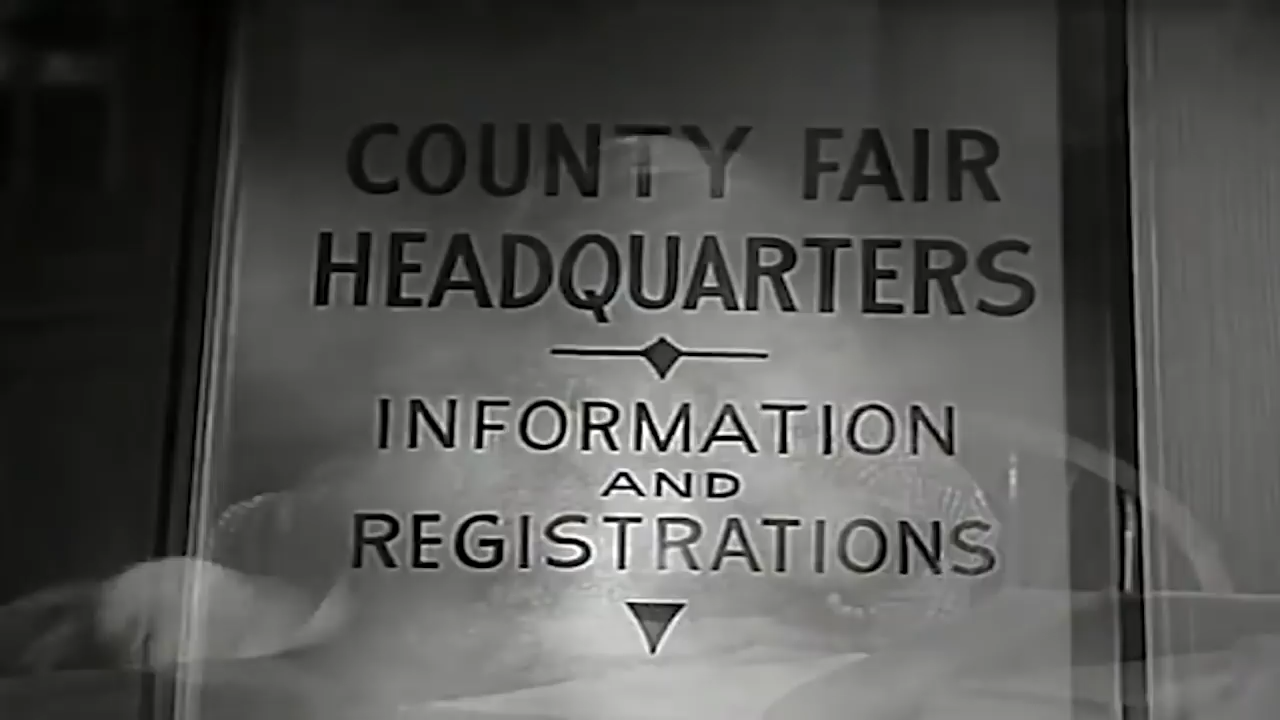 COUNTY FAIR
HEADQUARTERS
INFORMATION
AND
REGISTRATIONS